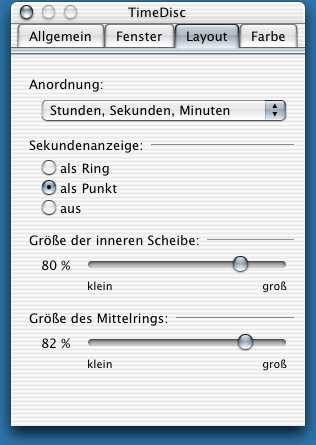 TimeDisc
Allgemein Fenster Layout Farbe
Anordnung:
Stunden, Sekunden, Minuten
Sekundenanzeige:
als Ring
als Punkt
aus
Größe der inneren Scheibe:
80 %
klein groß
Größe des Mittelrings:
82 %
klein groß